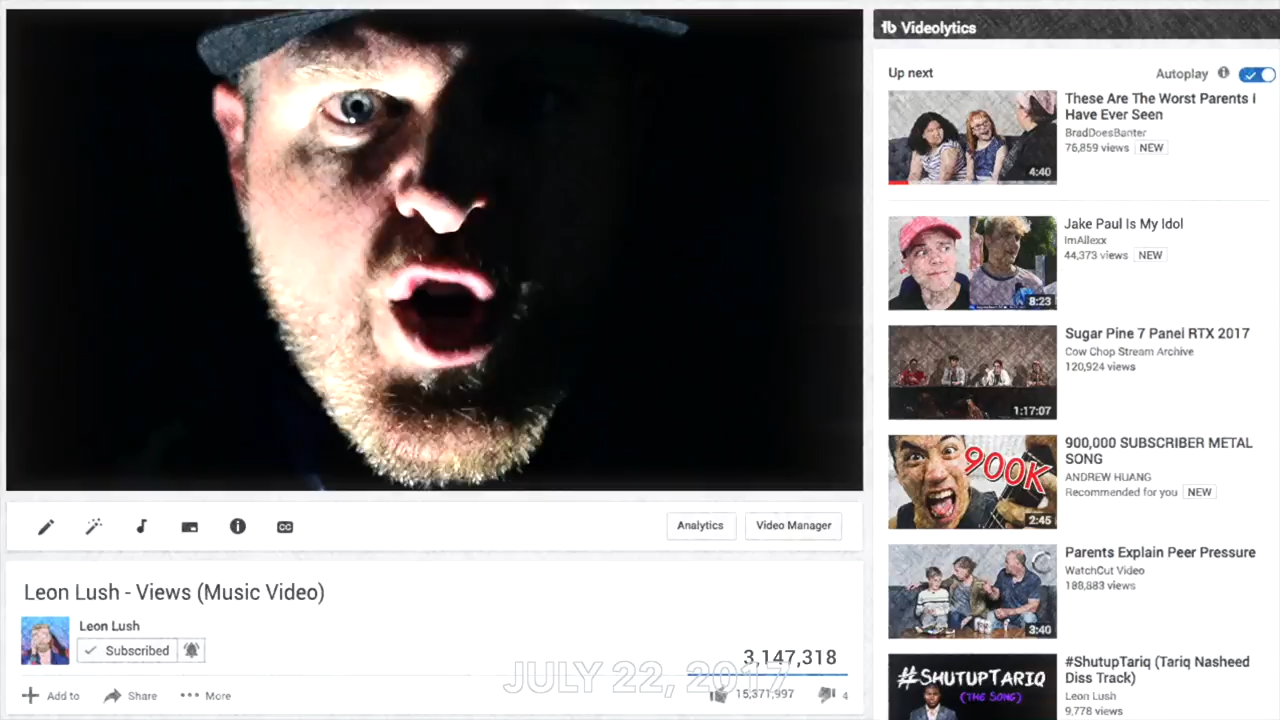 Videolytics
Up next
Autoplay
These Are The Worst Parents I
Have Ever Seen
BradDoesBanter
76,859 views NEW
4:40
Jake Paul Is My Idol
ImAllexx
44,373 views NEW
8:23
Sugar Pine 7 Panel RTX 2017
Cow Chop Stream Archive
120,924 views
1:17:07
900,000 SUBSCRIBER METAL
SONG
ANDREW HUANG
Recommended for you NEW
900K
2:45
Parents Explain Peer Pressure
WatchCut Video
188,883 views
3:40
#ShutupTariq (Tariq Nasheed
Diss Track)
Leon Lush
9,778 views
#SHUTUPTARIQ
(THE SONG)
CC
Analytics
Video Manager
Leon Lush - Views (Music Video)
Leon Lush
Subscribed
3,147,318
JULY 22, 2017
Add to
Share
More
15,371,997
4